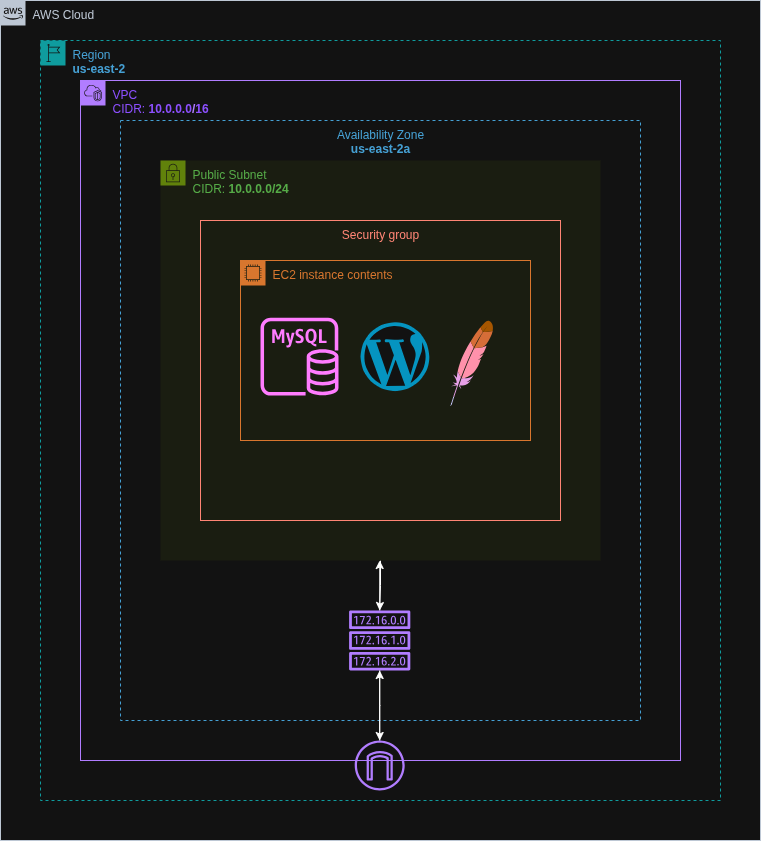 aws
AWS Cloud
Region
us-east-2
VPC
CIDR: 10.0.0.0/16
Availability Zone
us-east-2a
Public Subnet
CIDR: 10.0.0.0/24
Security group
EC2 instance contents
MySQL
W
172.16.0.0
172.16.1.0
172.16.2.0